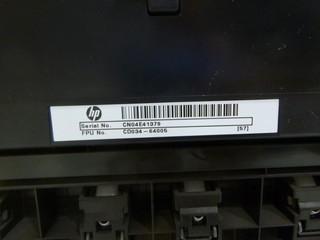 hp
Serial No. CN04E41379
FPU No. CD034-64005 [57]